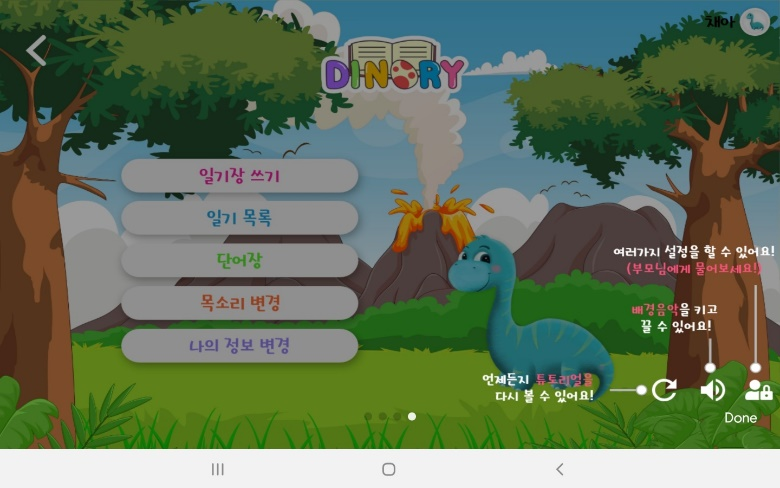 채아
DINORY
일기장 쓰기
일기 목록
단어장
목소리 변경
나의 정보 변경
여러가지 설정을 할 수 있어요!
(부모님에게 물어보세요!)
배경음악을 키고
끌 수 있어요!
언제든지 튜토리얼을
다시 볼 수 있어요!
Done